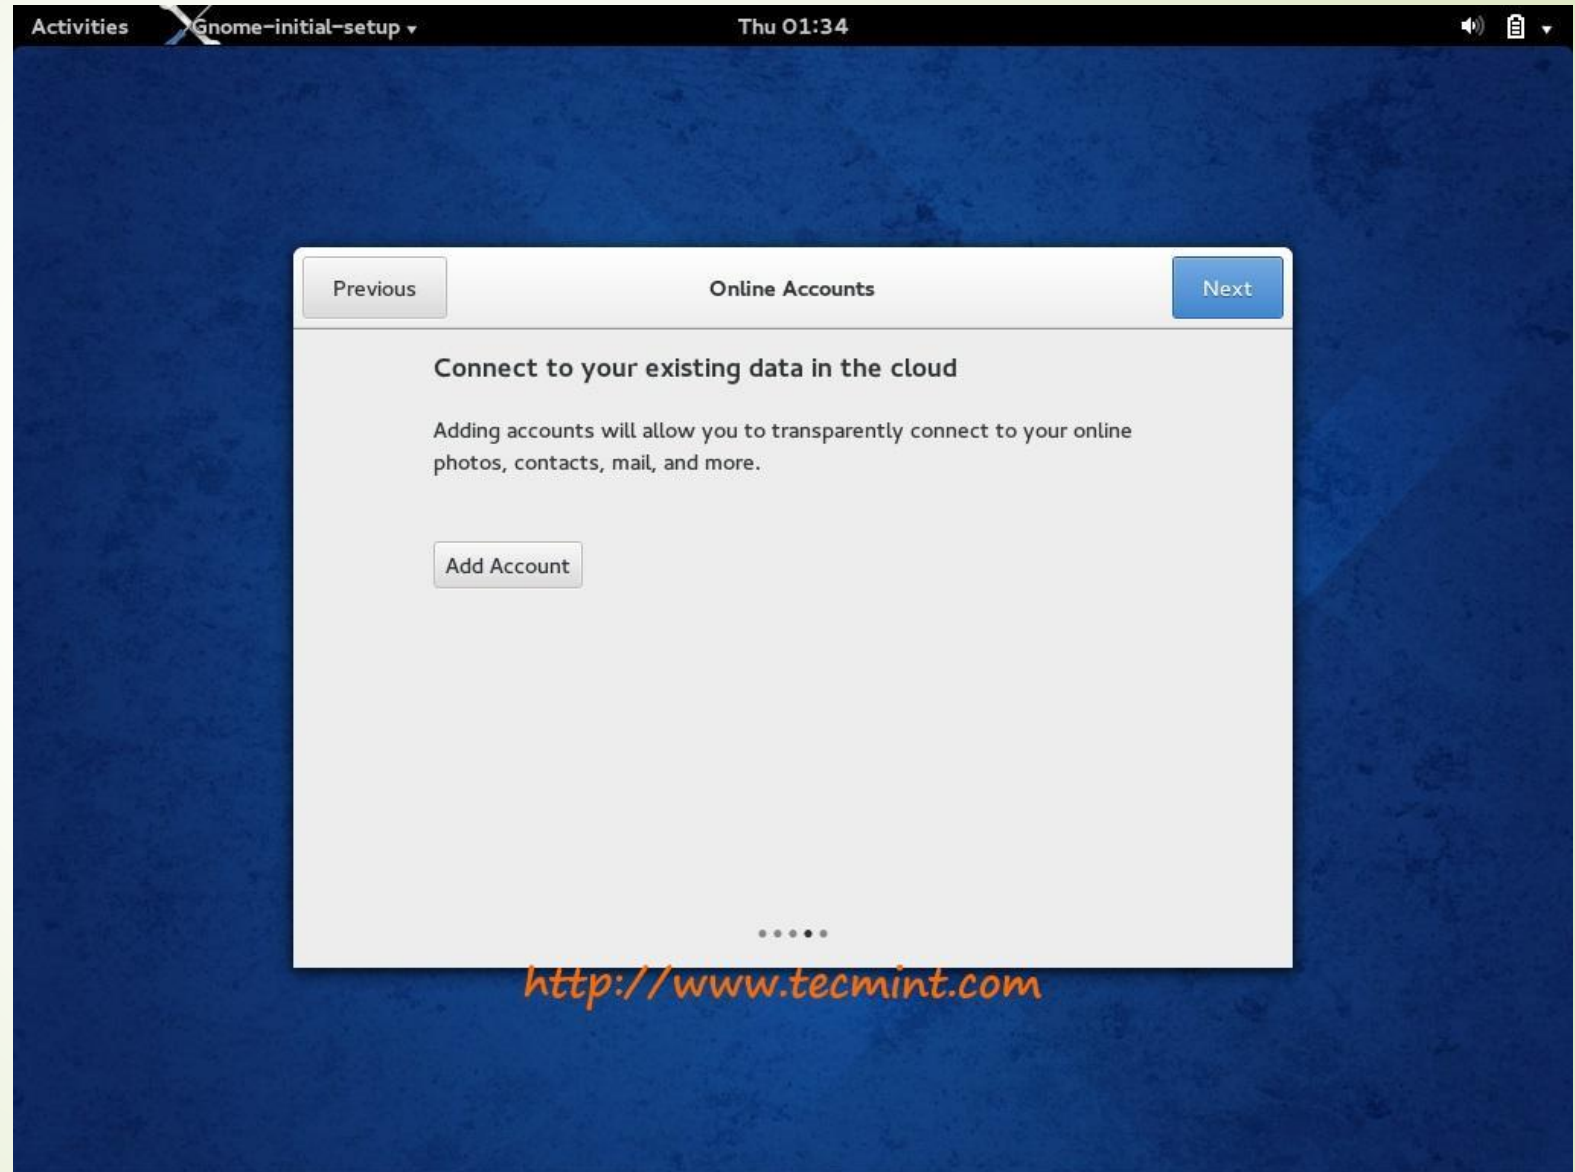 Activities Gnome-initial-setup Thu 01:34
Previous Online Accounts Next
Connect to your existing data in the cloud
Adding accounts will allow you to transparently connect to your online
photos, contacts, mail, and more.
Add Account
http://www.tecmint.com